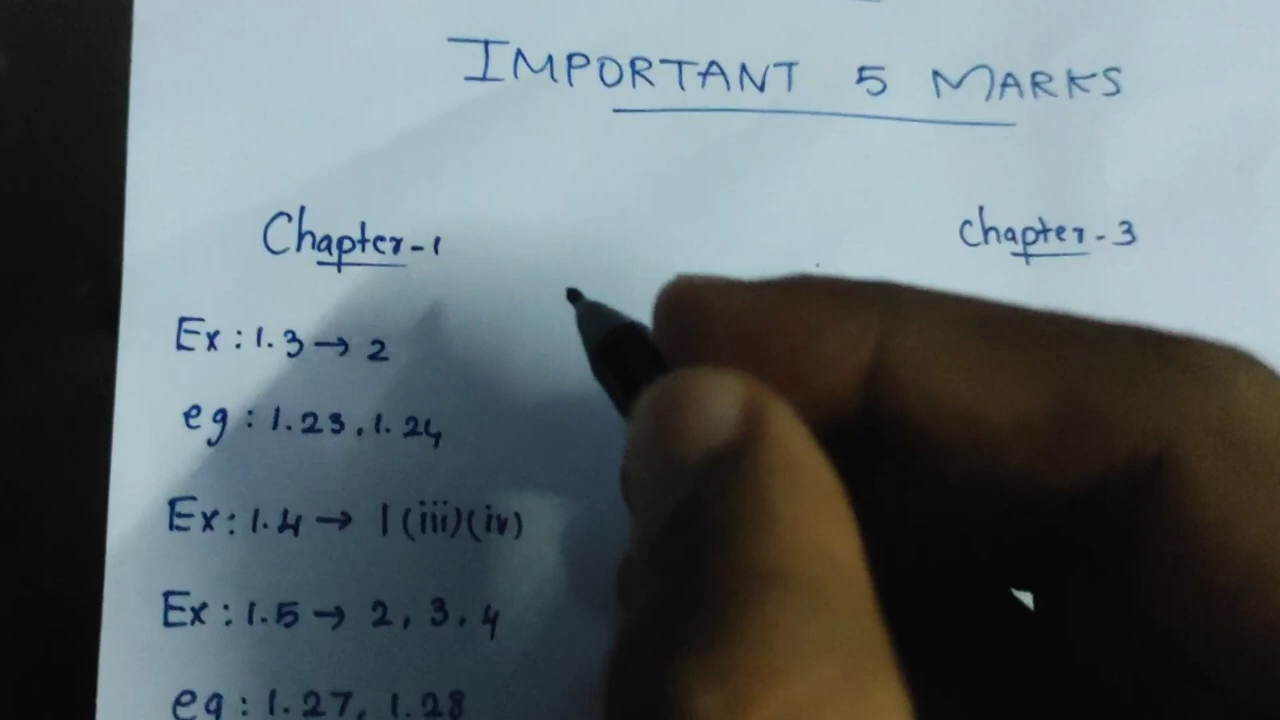 IMPORTANT 5 MARKS
Chapter-1
Ex: 1.3 → 2
eg: 1.23, 1.24
Ex: 1.4 → 1 (iii) (iv)
Ex: 1.5 → 2, 3, 4
eg: 1.27, 1.28
Chapter-3